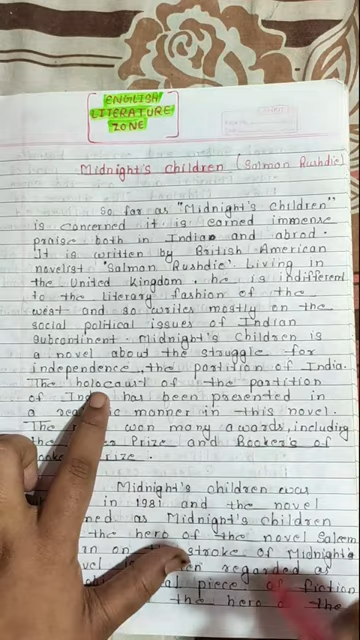 ENGLISH
LITERATURE
ZONE
Midnight's children (Salman Rushdie)
So far as "Midnight's children"
is concerned it is earned immense
praise both in India and abrod.
It is written by British American
novelist 'Salman Rushdie'. Living in
the United kingdom. he is indifferent
to the Literary fashion of the
west and so writes mostly on the
social political issues of Indian
subcontinent. Midnight's children is
a novel about the struggle for
independence, the partition of India.
The holocaust of the partition
of has been presented in
a manner in this novel.
The won many awards, including
the Prize and Booker's of
Prize.
Midnight's children was
in 1981 and the novel
as Midnight's children
the hero of the novel Saleem
on stroke of Midnight's
regarded as
piece of fiction
the hero of the